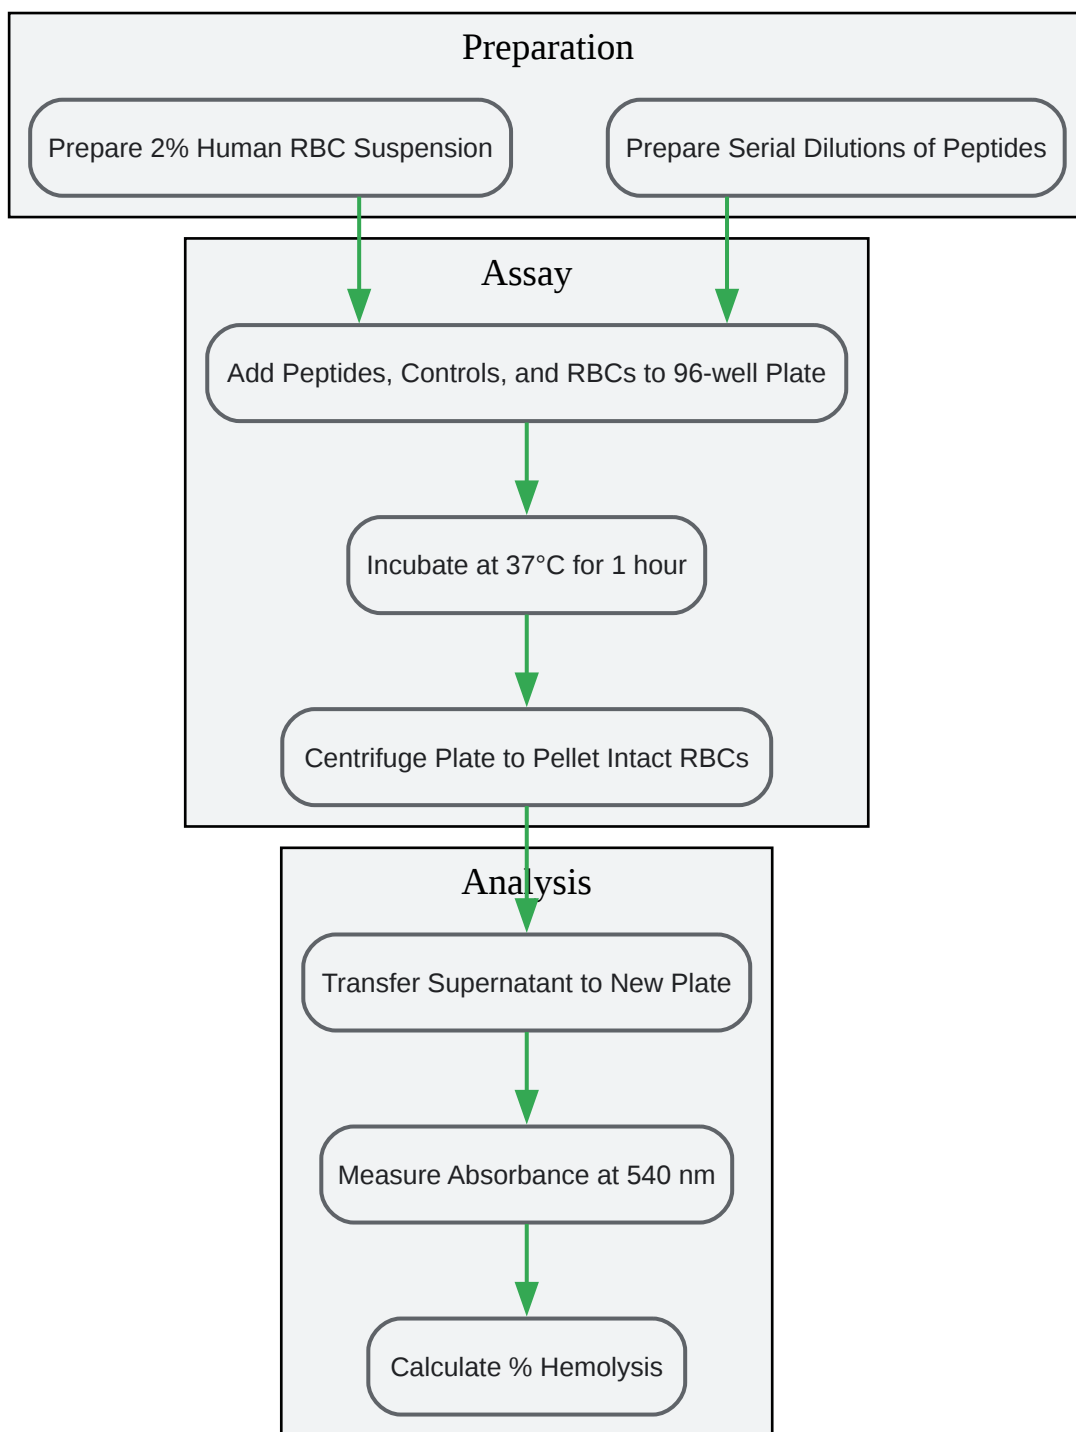 Preparation
Prepare 2% Human RBC Suspension
Prepare Serial Dilutions of Peptides
Assay
Add Peptides, Controls, and RBCs to 96-well Plate
Incubate at 37°C for 1 hour
Centrifuge Plate to Pellet Intact RBCs
Analysis
Transfer Supernatant to New Plate
Measure Absorbance at 540 nm
Calculate % Hemolysis